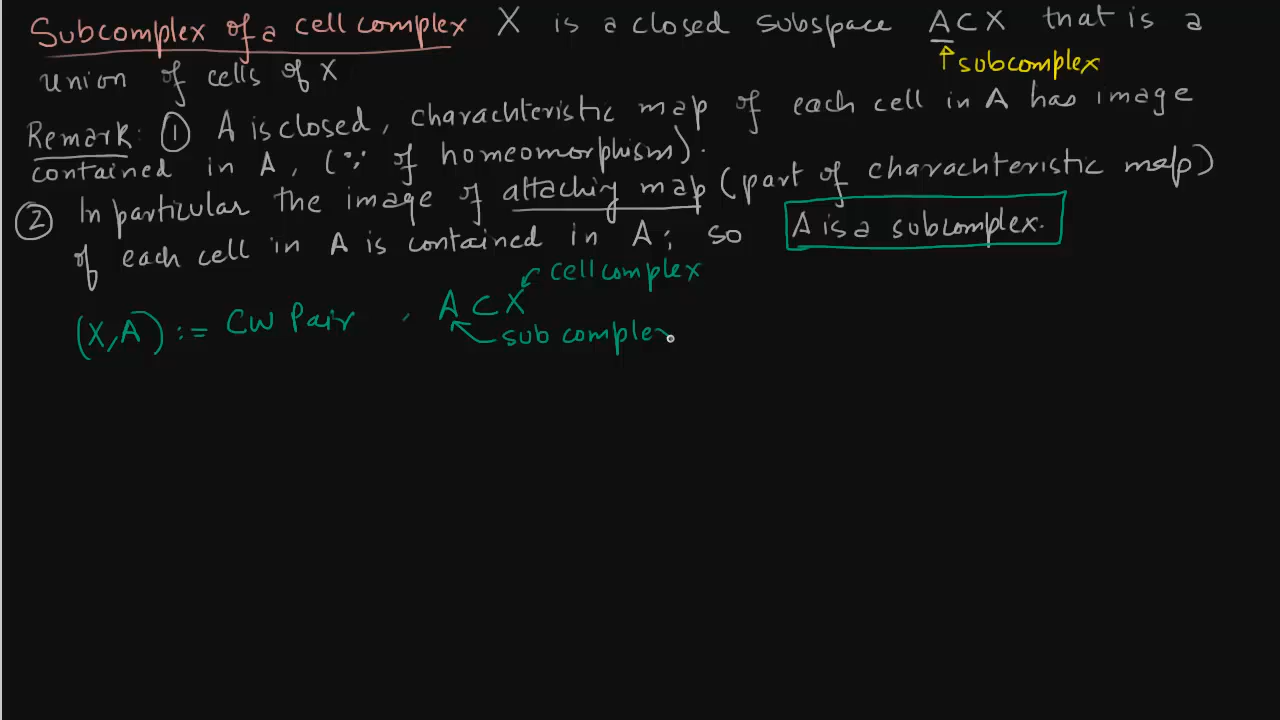 Subcomplex of a cell complex X is a closed subspace A ⊂ X that is a
↑ subcomplex
union of cells of X
Remark: ① A is closed, charachteristic map of each cell in A has image
contained in A, (∵ of homeomorphism).
② In particular the image of attaching map (part of charachteristic map)
of each cell in A is contained in A; so A is a subcomplex.
cell complex
(X,A) := CW Pair , A ⊂ X
sub complex